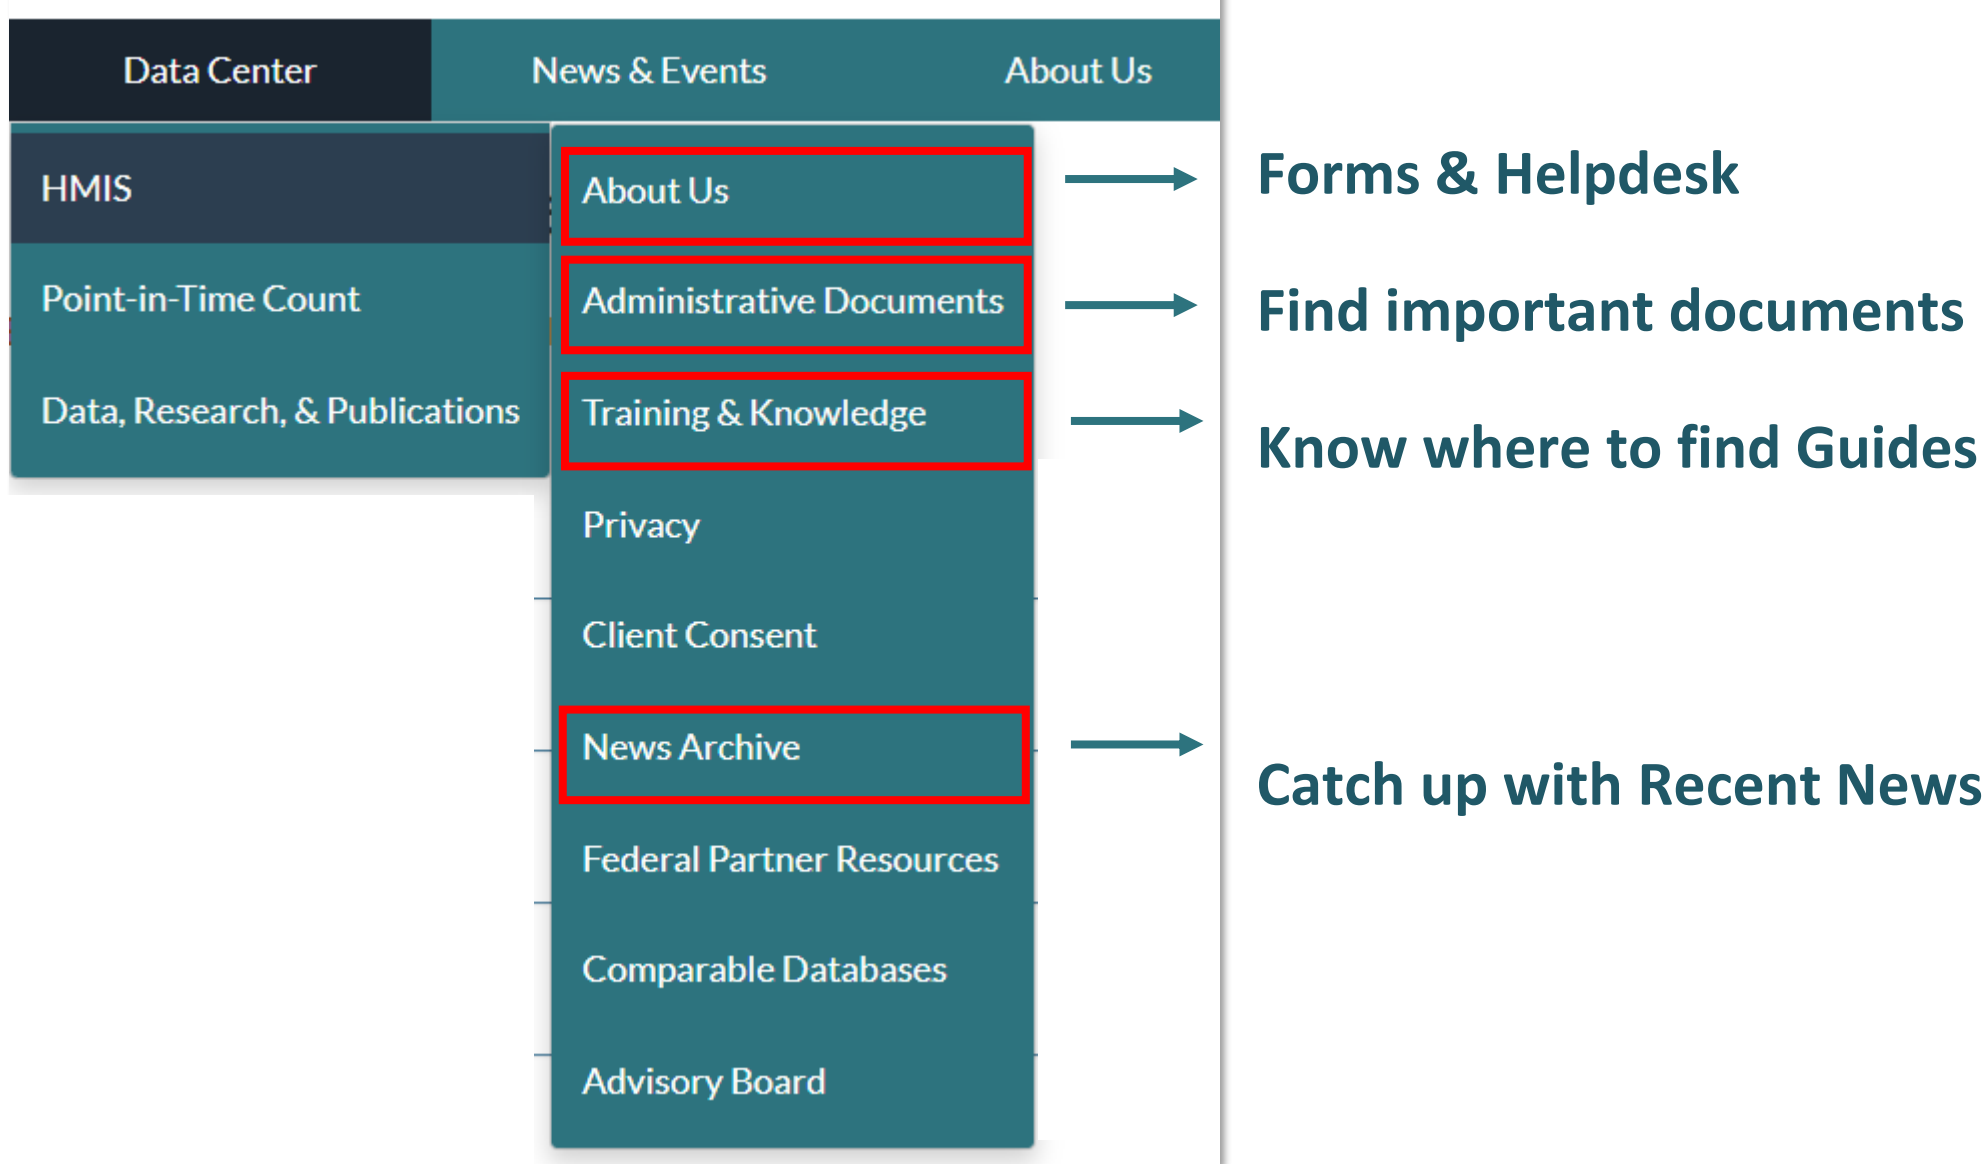 Data Center
News & Events
About Us
HMIS
Point-in-Time Count
Data, Research, & Publications
About Us
Administrative Documents
Training & Knowledge
Privacy
Client Consent
News Archive
Federal Partner Resources
Comparable Databases
Advisory Board
Forms & Helpdesk
Find important documents
Know where to find Guides
Catch up with Recent News